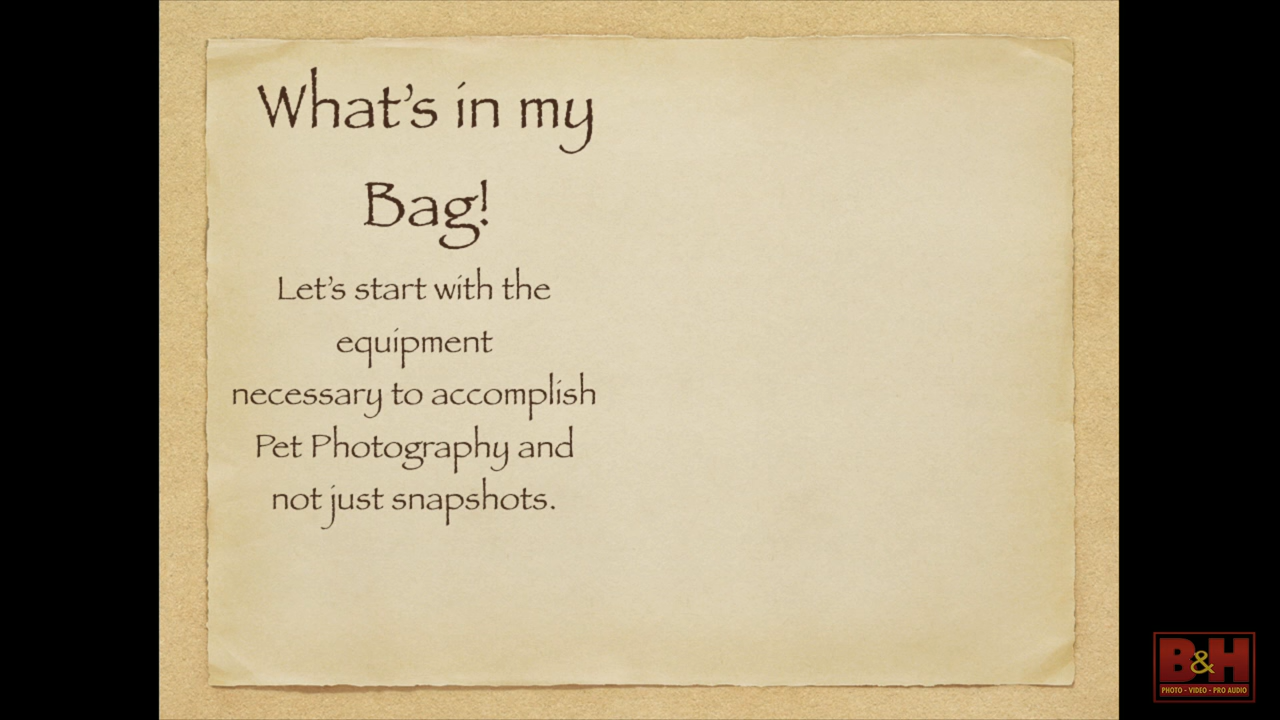 What's in my
Bag!
Let's start with the
equipment
necessary to accomplish
Pet Photography and
not just snapshots.
B&H
PHOTO - VIDEO - PRO AUDIO